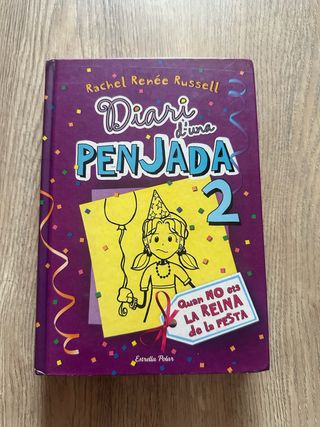 Rachel Renée Russell
Diari
d'una
PENJADA
2
Quan NO ets
LA REINA
de la FESTA
Estrella Polar